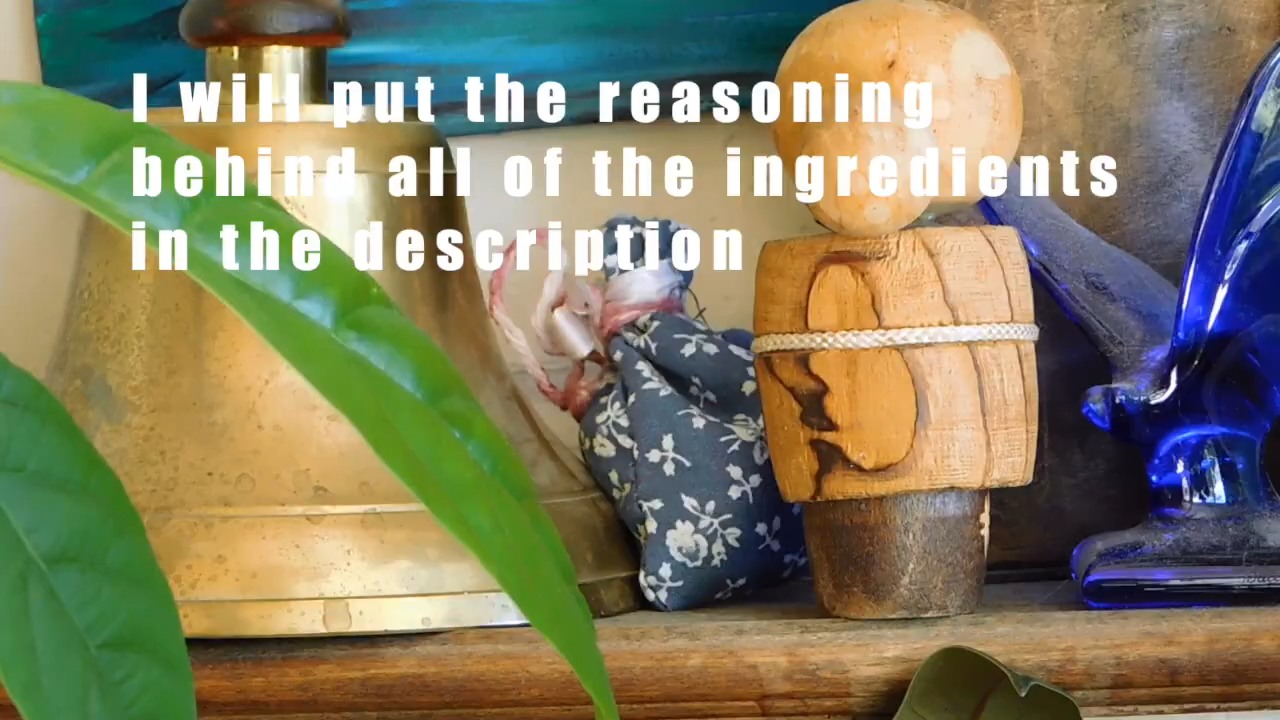 I will put the reasoning
behind all of the ingredients
in the description